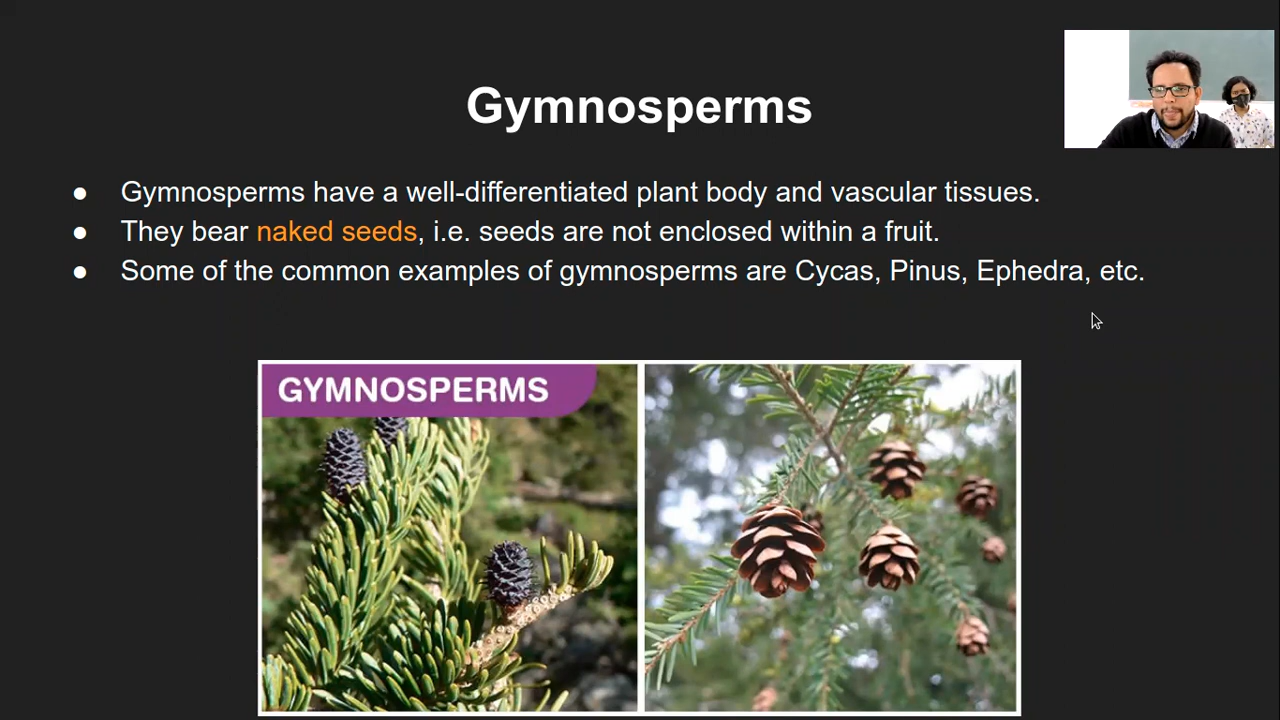 Gymnosperms
● Gymnosperms have a well-differentiated plant body and vascular tissues.
● They bear naked seeds, i.e. seeds are not enclosed within a fruit.
● Some of the common examples of gymnosperms are Cycas, Pinus, Ephedra, etc.
GYMNOSPERMS